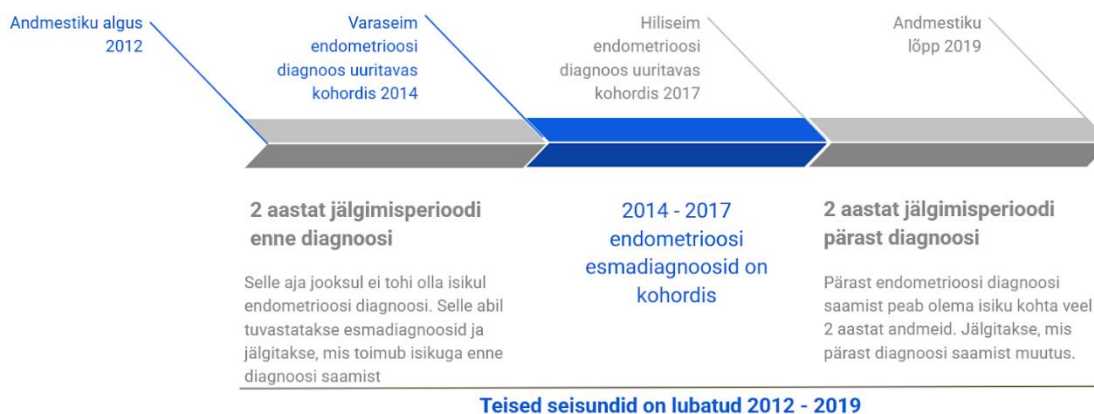 Andmestiku algus
2012
Varaseim
endometrioosi
diagnoos uuritavas
kohordis 2014
Hiliseim
endometrioosi
diagnoos uuritavas
kohordis 2017
Andmestiku
lõpp 2019
2 aastat jälgimisperioodi
enne diagnoosi
Selle aja jooksul ei tohi olla isikul
endometrioosi diagnoosi. Selle abil
tuvastatakse esmadiagnoosid ja
jälgitakse, mis toimub isikuga enne
diagnoosi saamist
2014 - 2017
endometrioosi
esmadiagnoosid on
kohordis
2 aastat jälgimisperioodi
pärast diagnoosi
Pärast endometrioosi diagnoosi
saamist peab olema isiku kohta veel
2 aastat andmeid. Jälgitakse, mis
pärast diagnoosi saamist muutus.
Teised seisundid on lubatud 2012 - 2019